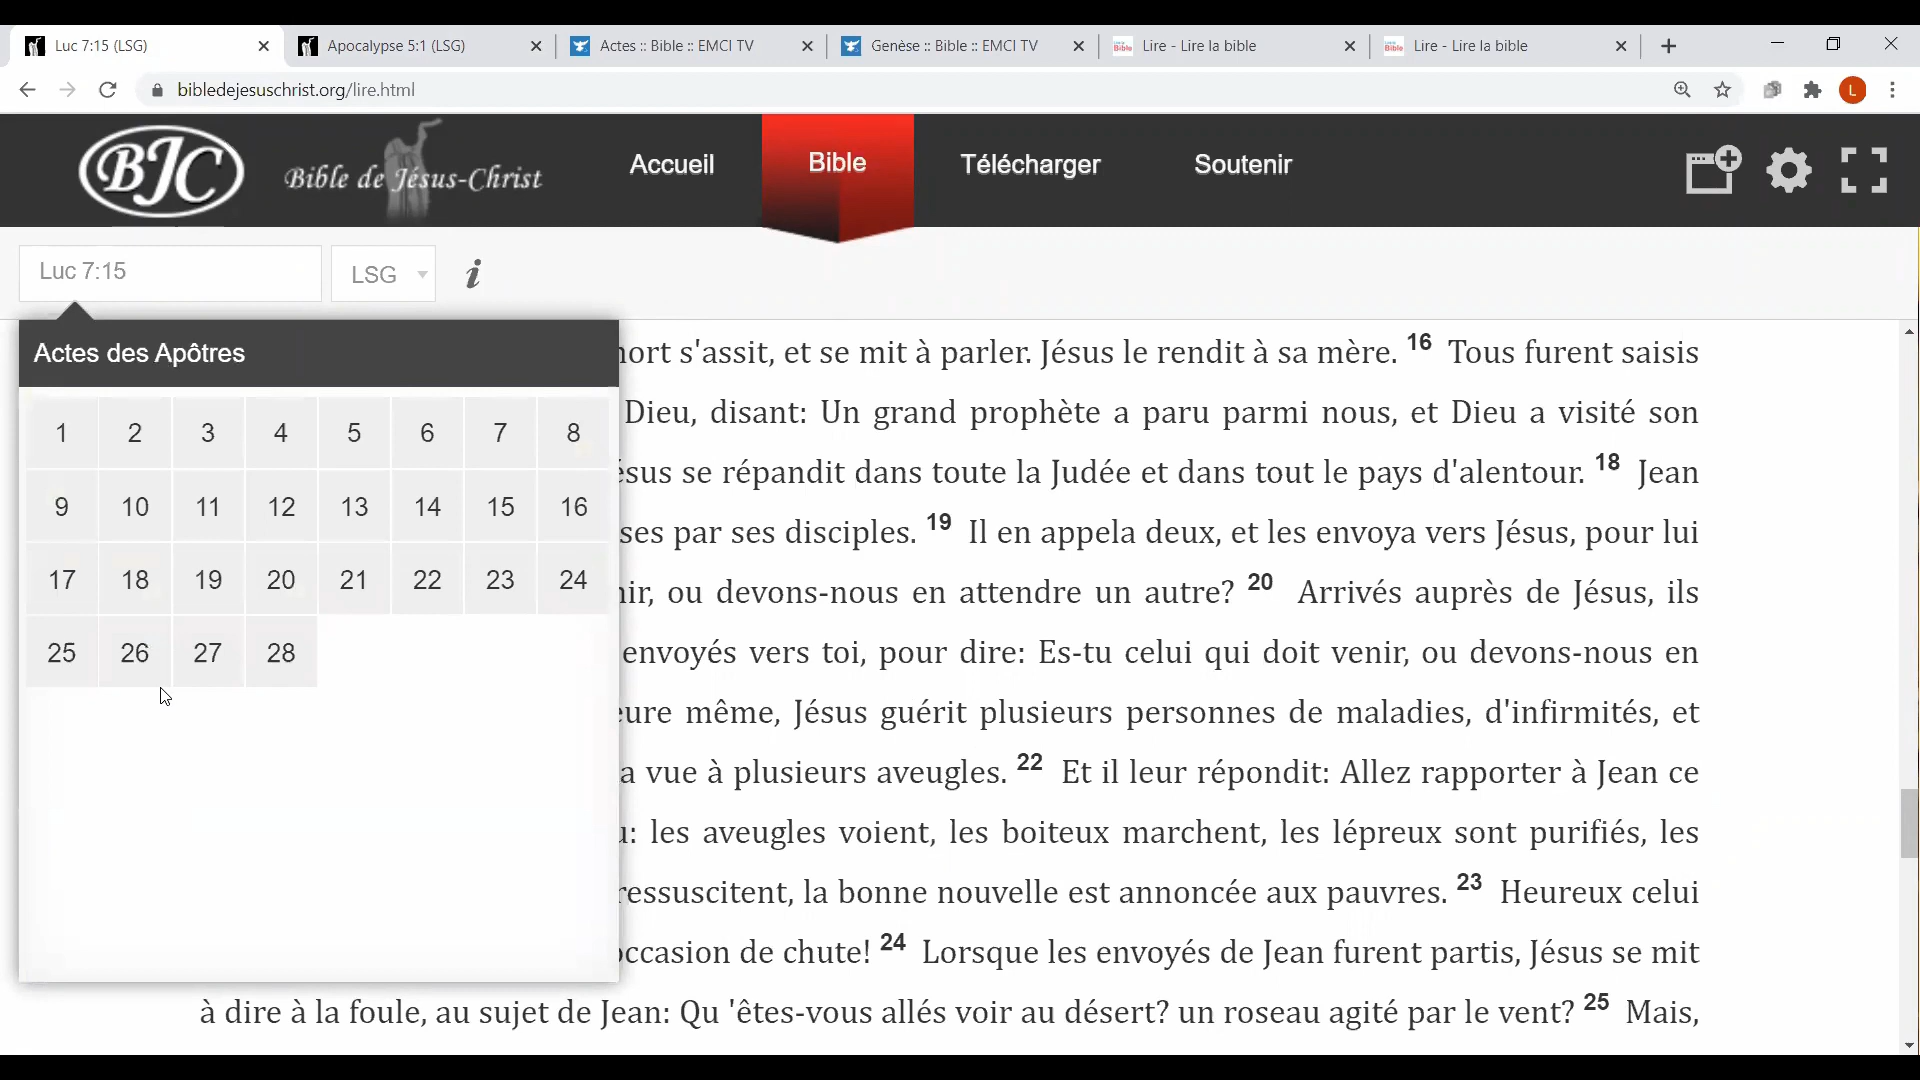 Luc 7:15 (LSG)
Apocalypse 5:1 (LSG)
Actes :: Bible :: EMCI TV
Genèse :: Bible :: EMCI TV
Lire - Lire la bible
Lire - Lire la bible
bibledejesuschrist.org/lire.html
L
BJC
Bible de Jésus-Christ
Accueil
Bible
Télécharger
Soutenir
Luc 7:15
LSG
i
Actes des Apôtres
1 2 3 4 5 6 7 8
9 10 11 12 13 14 15 16
17 18 19 20 21 22 23 24
25 26 27 28
s'assit, et se mit à parler. Jésus le rendit à sa mère. 16 Tous furent saisis
Dieu, disant: Un grand prophète a paru parmi nous, et Dieu a visité son
se répandit dans toute la Judée et dans tout le pays d'alentour. 18 Jean
ses par ses disciples. 19 Il en appela deux, et les envoya vers Jésus, pour lui
ou devons-nous en attendre un autre? 20 Arrivés auprès de Jésus, ils
envoyés vers toi, pour dire: Es-tu celui qui doit venir, ou devons-nous en
même, Jésus guérit plusieurs personnes de maladies, d'infirmités, et
a vue à plusieurs aveugles. 22 Et il leur répondit: Allez rapporter à Jean ce
les aveugles voient, les boiteux marchent, les lépreux sont purifiés, les
ressuscitent, la bonne nouvelle est annoncée aux pauvres. 23 Heureux celui
occasion de chute! 24 Lorsque les envoyés de Jean furent partis, Jésus se mit
à dire à la foule, au sujet de Jean: Qu 'êtes-vous allés voir au désert? un roseau agité par le vent? 25 Mais,